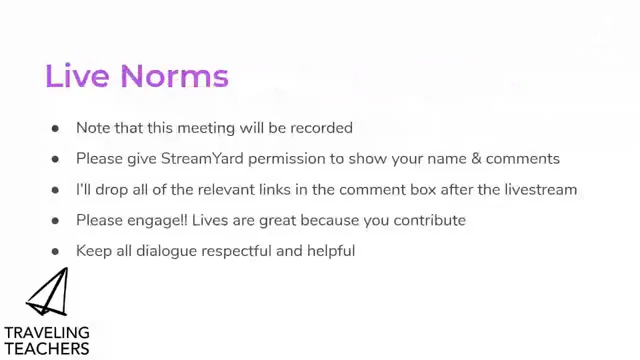 Live Norms
● Note that this meeting will be recorded
● Please give StreamYard permission to show your name & comments
● I'll drop all of the relevant links in the comment box after the livestream
● Please engage!! Lives are great because you contribute
● Keep all dialogue respectful and helpful
TRAVELING
TEACHERS